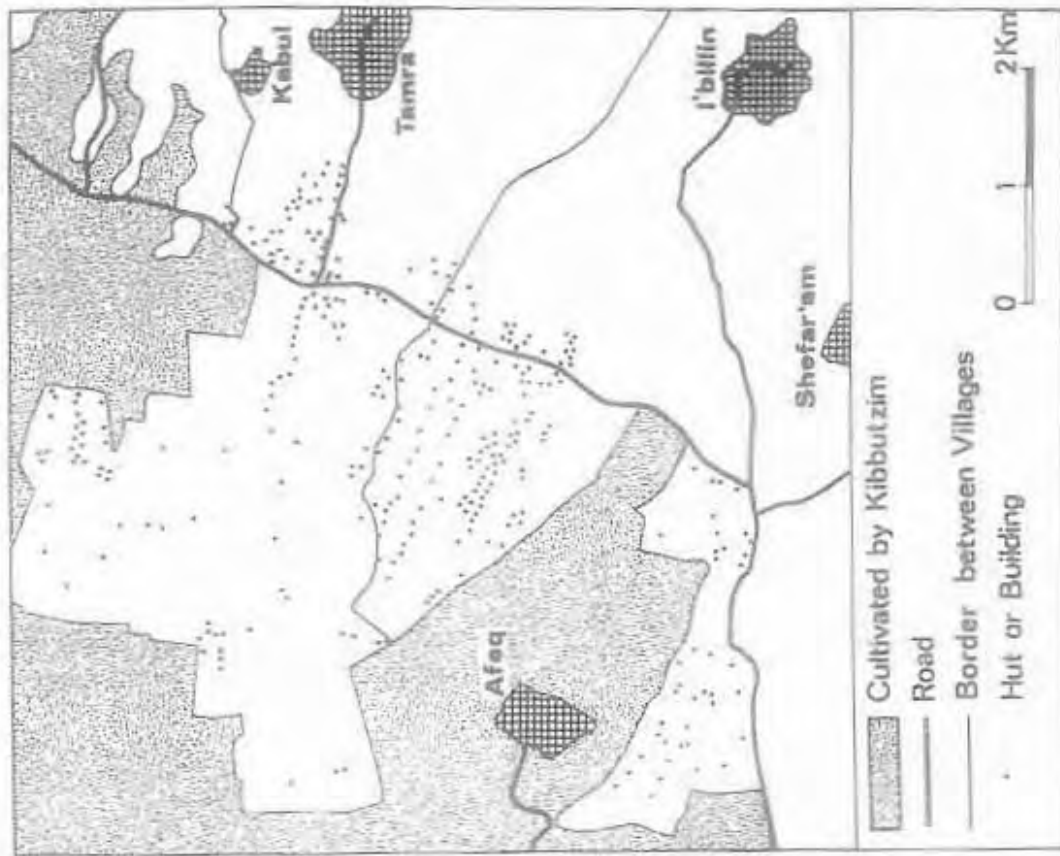 Kabul
Tamra
I'billin
Shefar'am
Afeq
Cultivated by Kibbutzim
Road
Border between Villages
Hut or Building
0 1 2Km